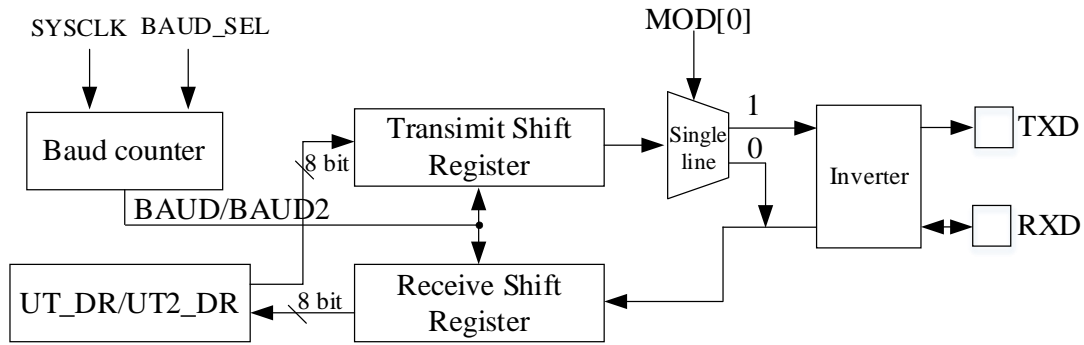 SYSCLK BAUD_SEL
MOD[0]
Baud counter
Transimit Shift
Register
8 bit
Single
line
1
0
Inverter
TXD
RXD
BAUD/BAUD2
UT_DR/UT2_DR
8 bit
Receive Shift
Register